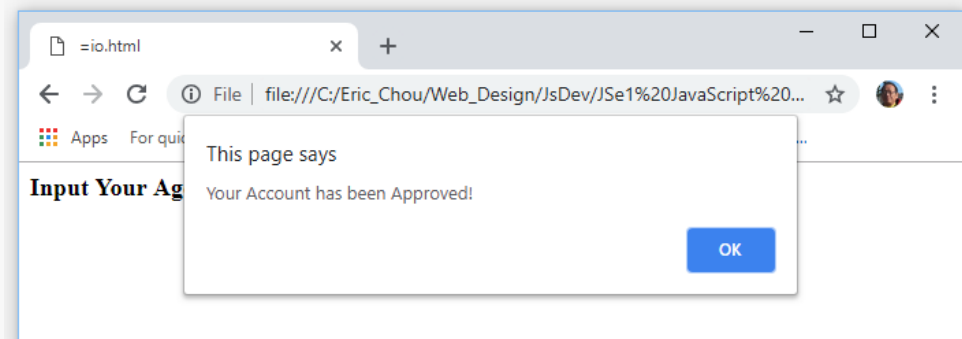 =io.html
File | file:///C:/Eric_Chou/Web_Design/JsDev/JSe1%20JavaScript%20...
Apps For quic ...
This page says
Input Your Ag
Your Account has been Approved!
OK